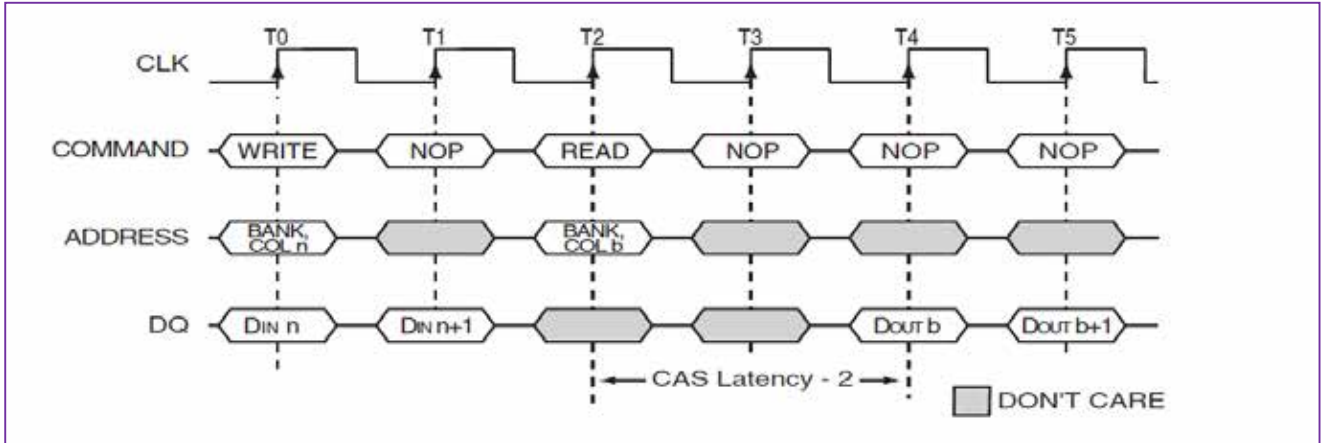 T0 T1 T2 T3 T4 T5
CLK
COMMAND WRITE NOP READ NOP NOP NOP
BANK, BANK,
ADDRESS
COL n COL b
DQ DIN n DIN n+1 DOUT b DOUT b+1
CAS Latency - 2
DON'T CARE